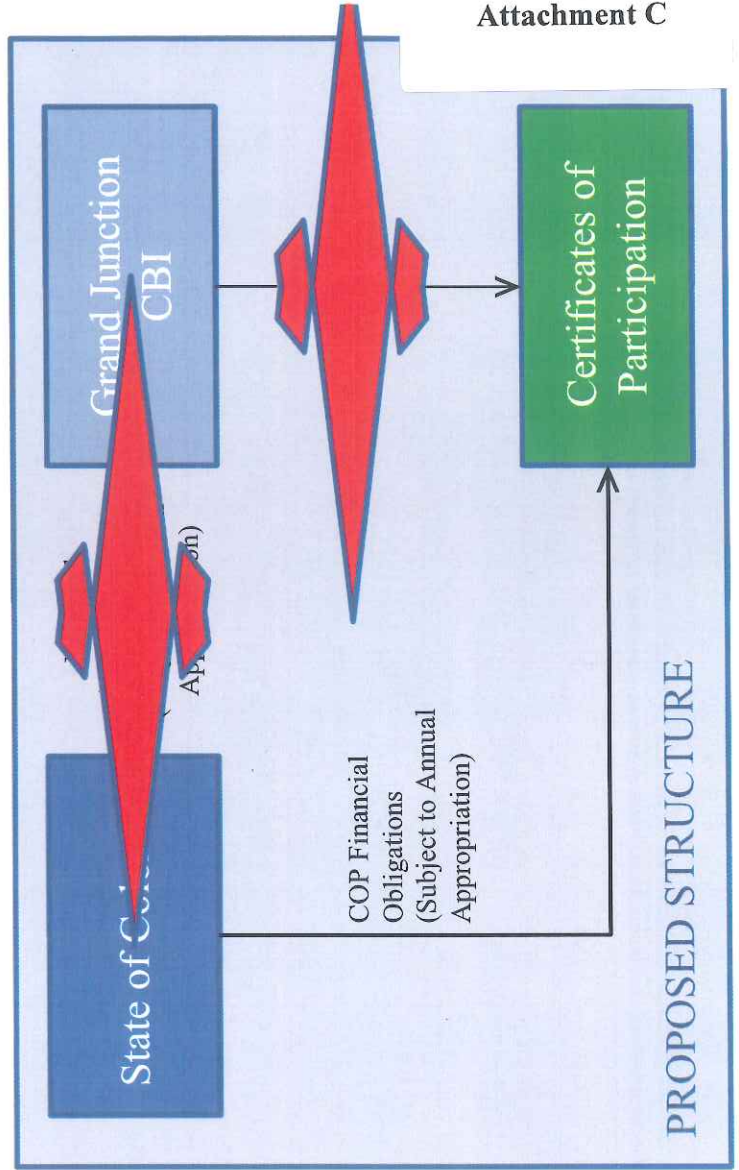 Attachment C
State of
Grand Junction
CBI
COP Financial
Obligations
(Subject to Annual
Appropriation)
Certificates of
Participation
PROPOSED STRUCTURE